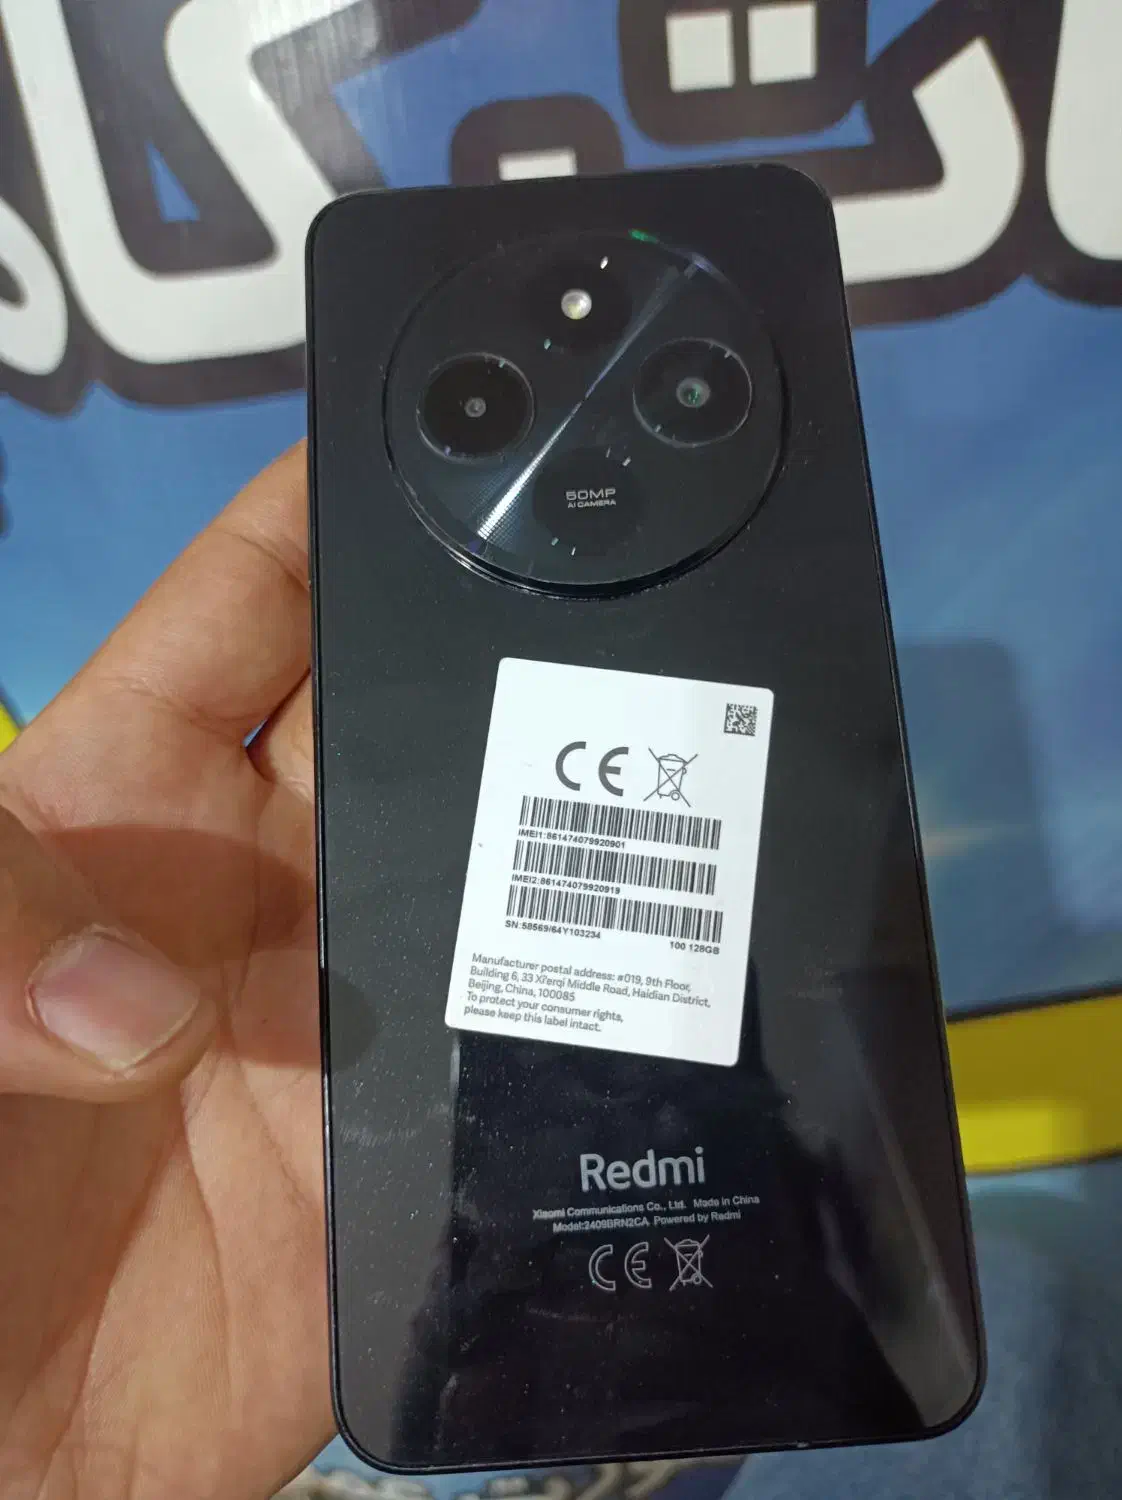 50MP
AI CAMERA
CE
IMEI1:861474079920901
IMEI2:861474079920919
SN:58569/64Y103234
100 128GB
Manufacturer postal address: #019, 9th Floor,
Building 6, 33 Xi'erqi Middle Road, Haidian District,
Beijing, China, 100085
To protect your consumer rights,
please keep this label intact.
Redmi
Xiaomi Communications Co., Ltd. Made in China
Model:2409BRN2CA Powered by Redmi
CE